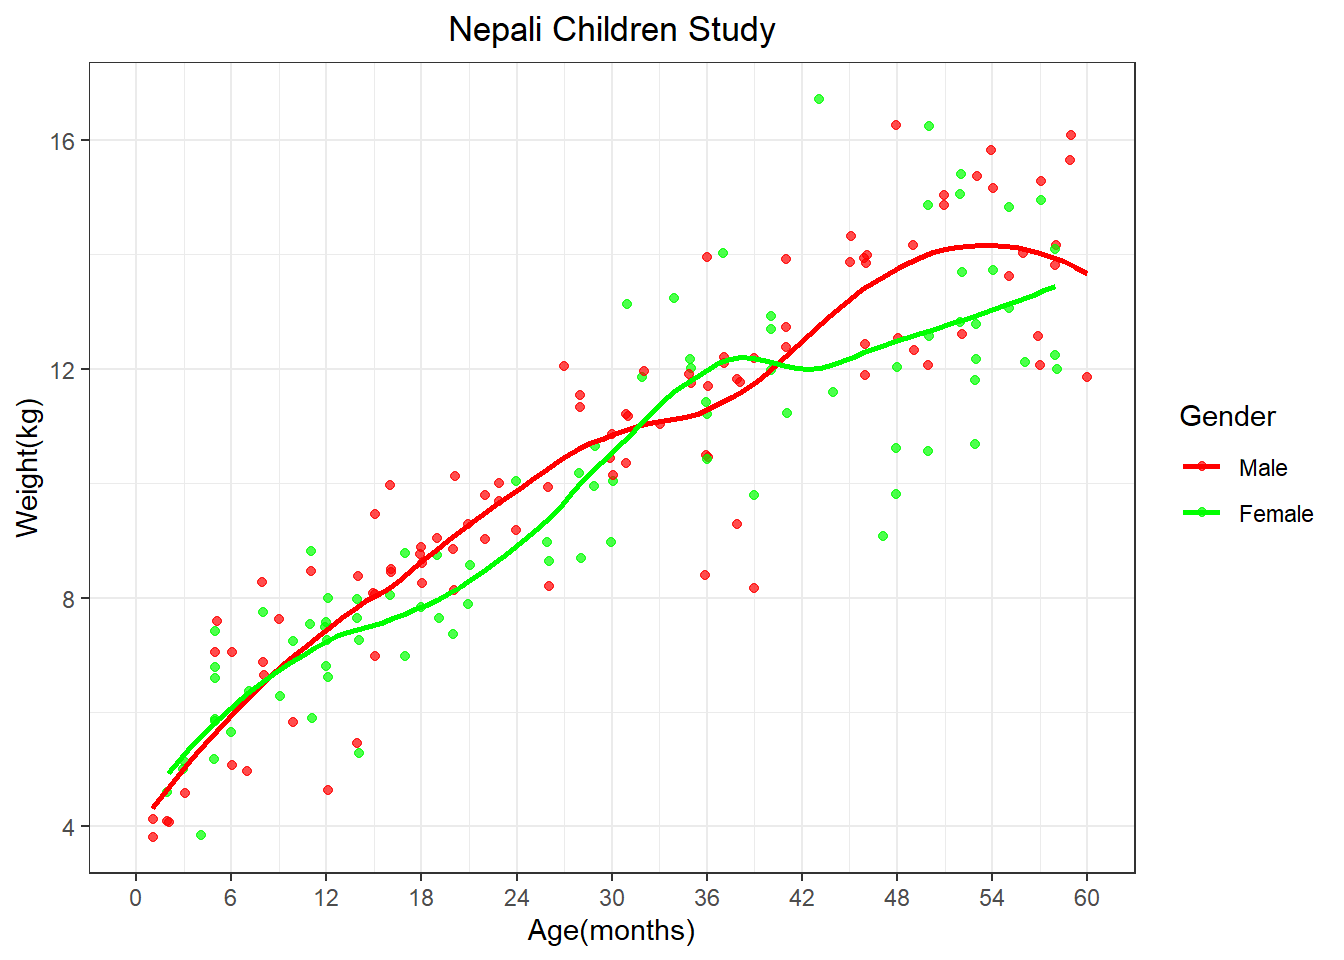 Nepali Children Study
16
12
8
4
Weight(kg)
0 6 12 18 24 30 36 42 48 54 60
Age(months)
Gender
Male
Female